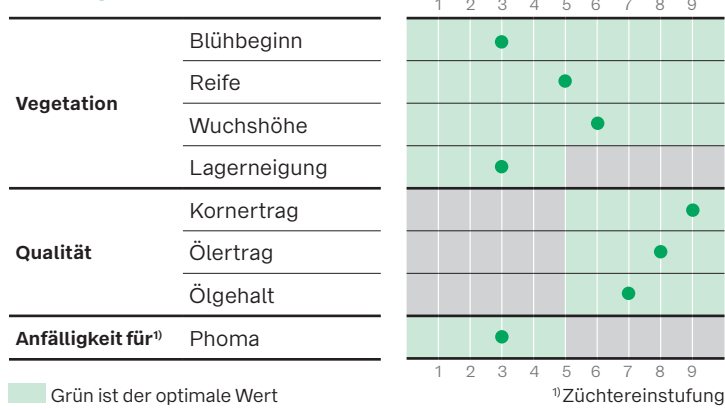 1 2 3 4 5 6 7 8 9
Blühbeginn
Reife
Vegetation
Wuchshöhe
Lagerneigung
Kornertrag
Qualität Ölertrag
Ölgehalt
Anfälligkeit für¹⁾ Phoma
1 2 3 4 5 6 7 8 9
Grün ist der optimale Wert ¹⁾Züchtereinstufung